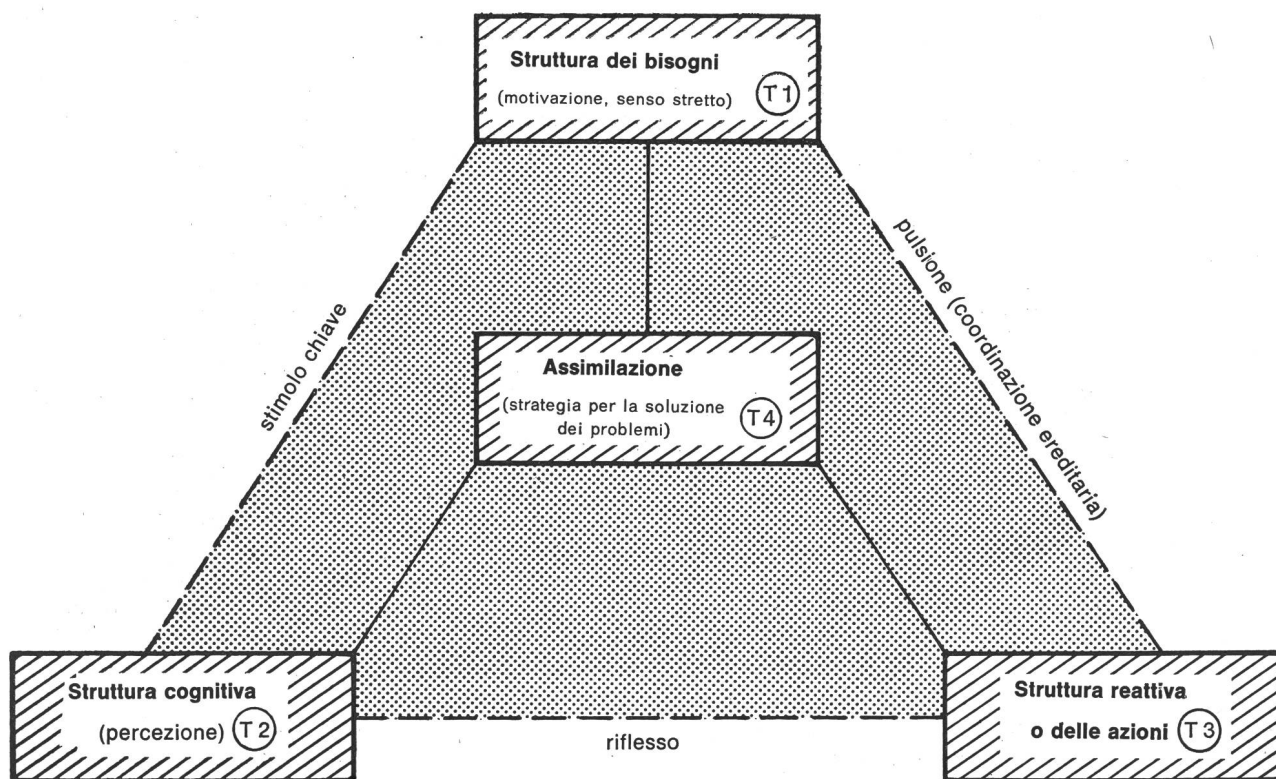 Struttura dei bisogni
(motivazione, senso stretto)
T1
stimolo chiave
pulsione (coordinazione ereditaria)
Assimilazione
(strategia per la soluzione
dei problemi)
T4
Struttura cognitiva
(percezione) T2
riflesso
Struttura reattiva
o delle azioni T3